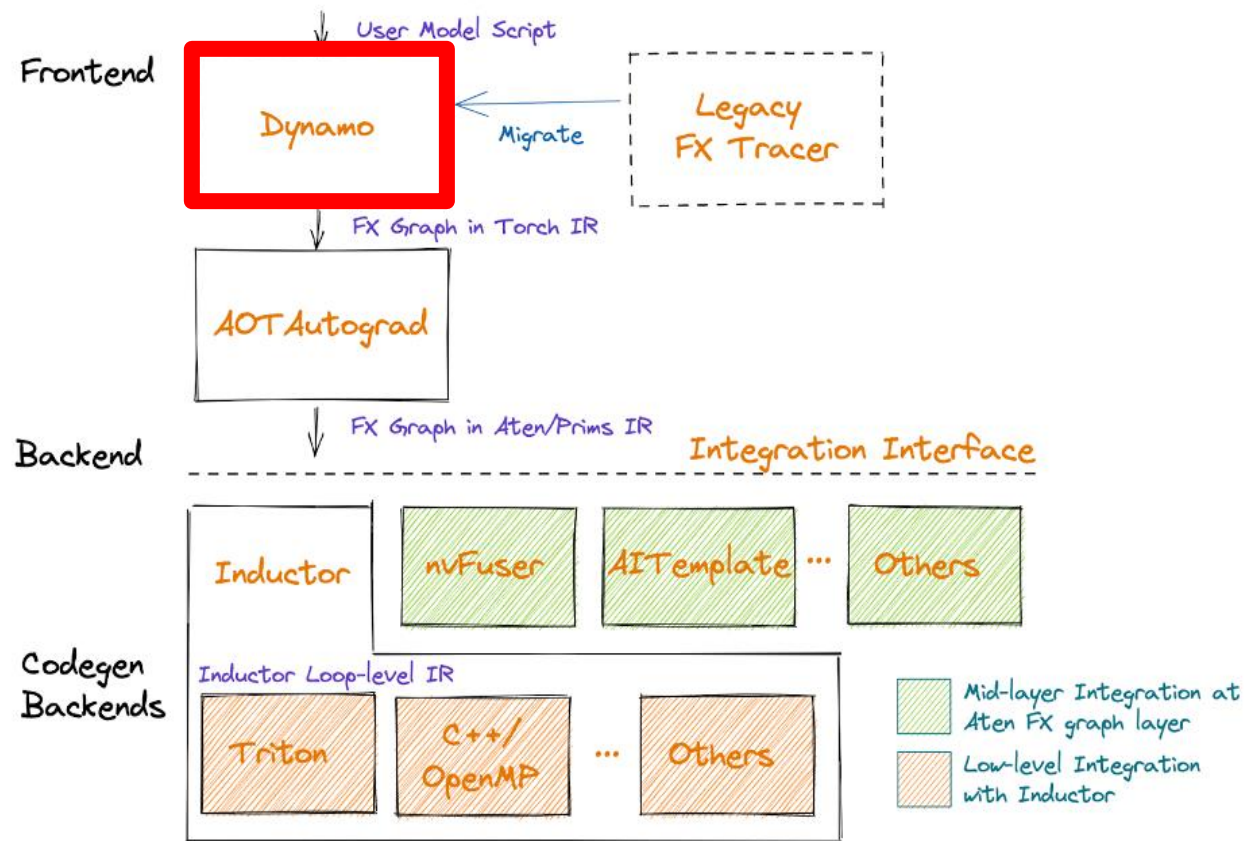 User Model Script
Frontend
Dynamo
Migrate
Legacy
FX Tracer
FX Graph in Torch IR
AOTAutograd
FX Graph in Aten/Prims IR
Backend
Integration Interface
Inductor
nvFuser
AITemplate
...
Others
Codegen
Backends
Inductor Loop-level IR
Triton
C++/
OpenMP
...
Others
Mid-layer Integration at
Aten FX graph layer
Low-level Integration
with Inductor